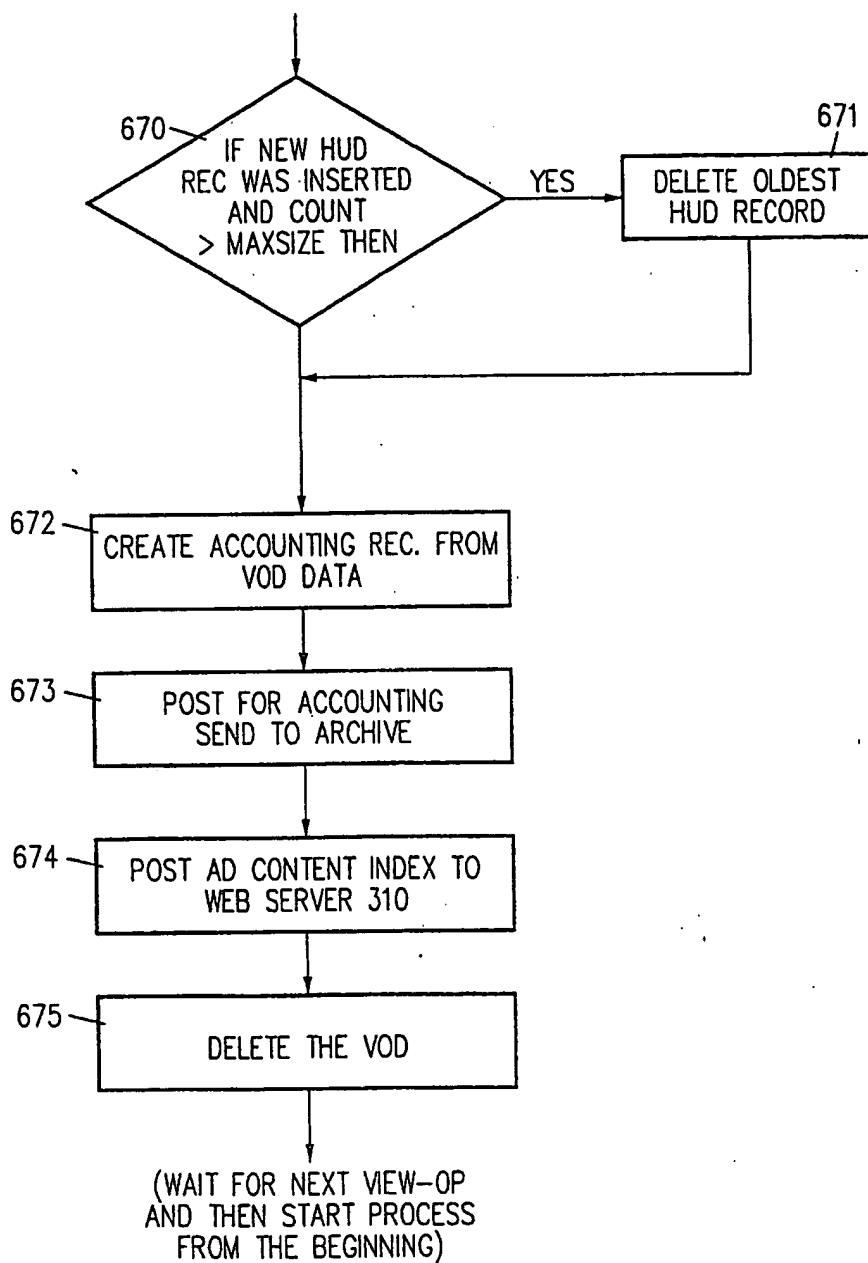 670
IF NEW HUD
REC WAS INSERTED
AND COUNT
> MAXSIZE THEN
YES
671
DELETE OLDEST
HUD RECORD
672
CREATE ACCOUNTING REC. FROM
VOD DATA
673
POST FOR ACCOUNTING
SEND TO ARCHIVE
674
POST AD CONTENT INDEX TO
WEB SERVER 310
675
DELETE THE VOD
(WAIT FOR NEXT VIEW-OP
AND THEN START PROCESS
FROM THE BEGINNING)